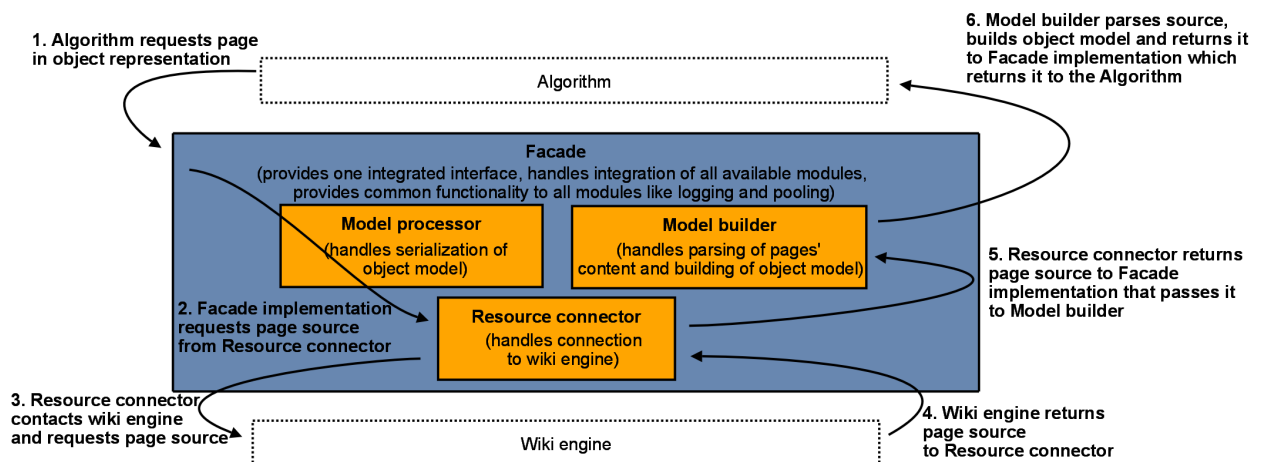 1. Algorithm requests page
in object representation
6. Model builder parses source,
builds object model and returns it
to Facade implementation which
returns it to the Algorithm
Algorithm
Facade
(provides one integrated interface, handles integration of all available modules,
provides common functionality to all modules like logging and pooling)
Model processor
(handles serialization of
object model)
Model builder
(handles parsing of pages'
content and building of object model)
5. Resource connector returns
page source to Facade
implementation that passes it
to Model builder
2. Facade implementation
requests page source
from Resource connector
Resource connector
(handles connection
to wiki engine)
3. Resource connector
contacts wiki engine
and requests page source
4. Wiki engine returns
page source
to Resource connector
Wiki engine